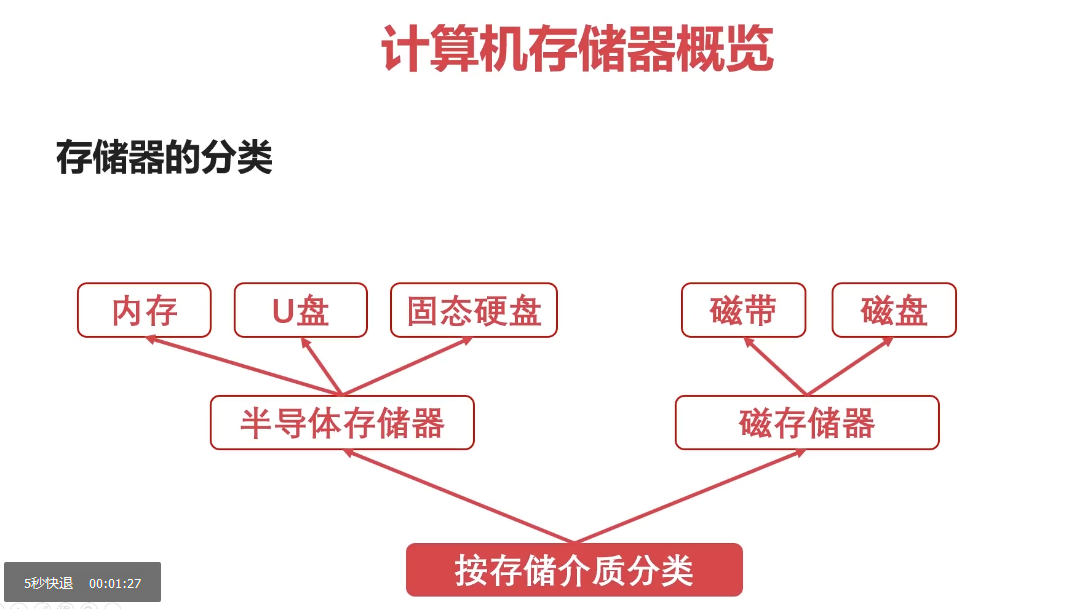 计算机存储器概览
存储器的分类
内存 U盘 固态硬盘 磁带 磁盘
半导体存储器 磁存储器
按存储介质分类
5秒快退 00:01:27